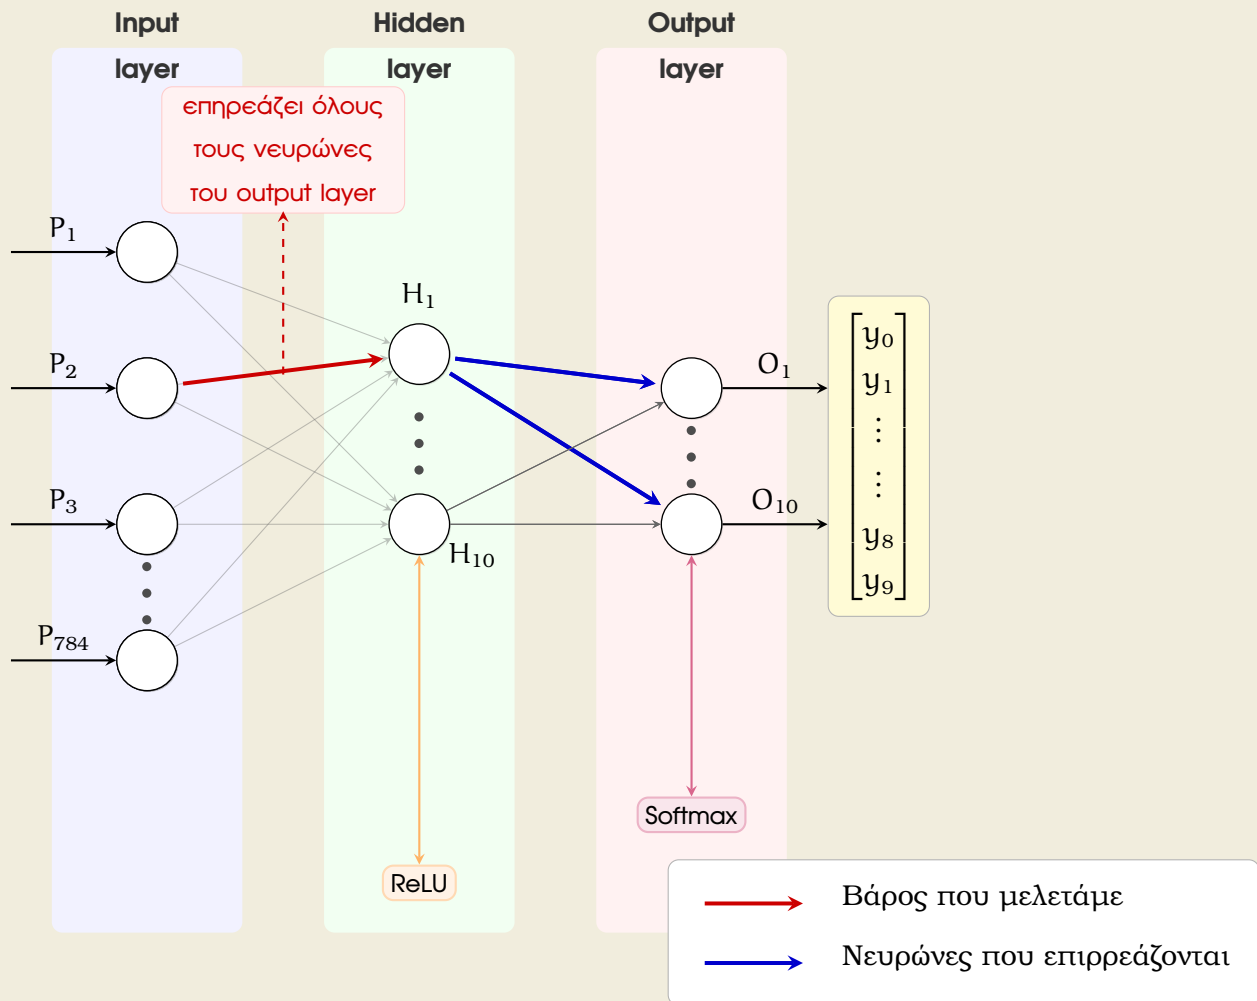 Input
layer
Hidden
layer
Output
layer
επηρεάζει όλους
τους νευρώνες
του output layer
P₁
P₂
P₃
P₇₈₄
H₁
H₁₀
O₁
O₁₀
y₀
y₁
⋮
⋮
y₈
y₉
Softmax
ReLU
Βάρος που μελετάμε
Νευρώνες που επιρρεάζονται